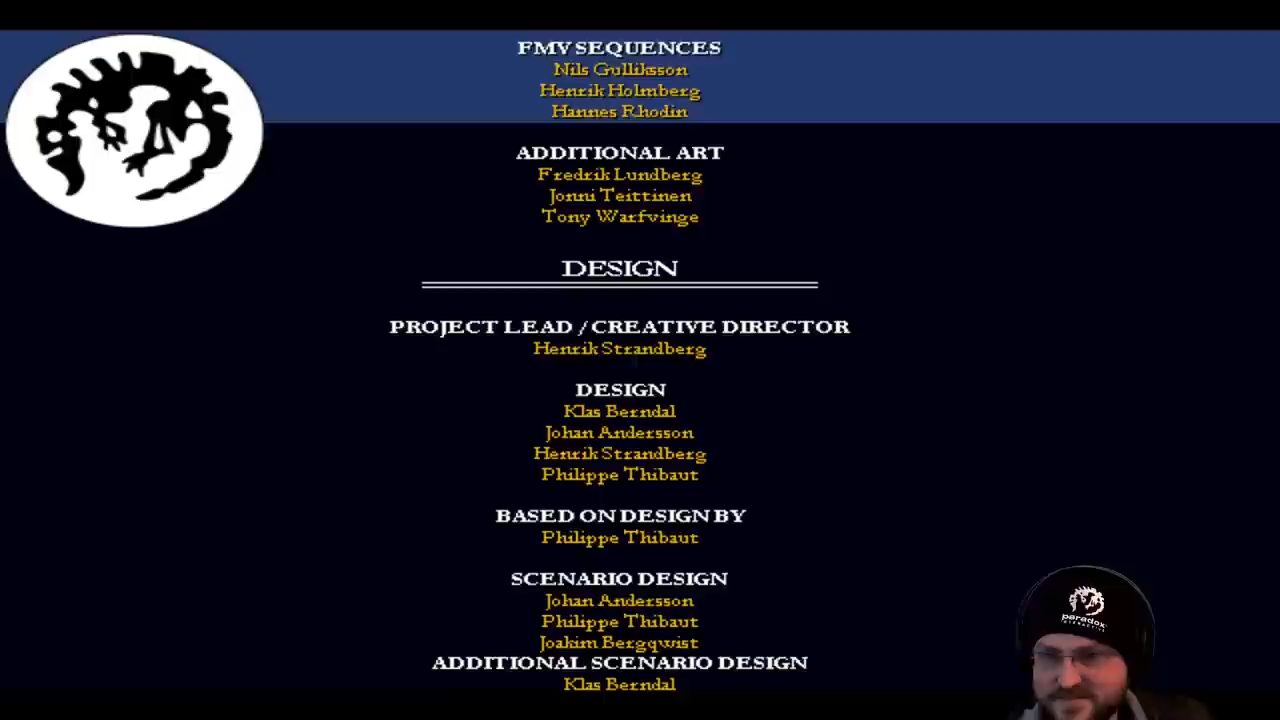 FMV SEQUENCES
Nils Gulliksson
Henrik Holmberg
Hannes Rhodin
ADDITIONAL ART
Fredrik Lundberg
Jonni Teittinen
Tony Warfvinge
DESIGN
PROJECT LEAD / CREATIVE DIRECTOR
Henrik Strandberg
DESIGN
Klas Berndal
Johan Andersson
Henrik Strandberg
Philippe Thibaut
BASED ON DESIGN BY
Philippe Thibaut
SCENARIO DESIGN
Johan Andersson
Philippe Thibaut
Joakim Bergqwist
ADDITIONAL SCENARIO DESIGN
Klas Berndal
paradox
INTERACTIVE